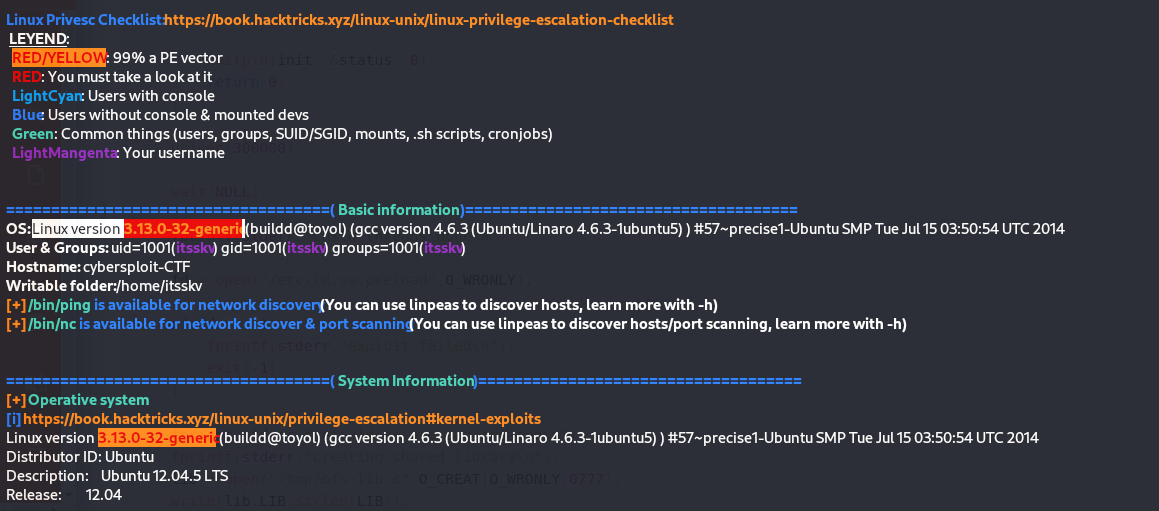 Linux Privesc Checklist: https://book.hacktricks.xyz/linux-unix/linux-privilege-escalation-checklist
LEYEND:
RED/YELLOW: 99% a PE vector
RED: You must take a look at it
LightCyan: Users with console
Blue: Users without console & mounted devs
Green: Common things (users, groups, SUID/SGID, mounts, .sh scripts, cronjobs)
LightMangenta: Your username
====================================( Basic information)=====================================
OS: Linux version 3.13.0-32-generic (buildd@toyol) (gcc version 4.6.3 (Ubuntu/Linaro 4.6.3-1ubuntu5) ) #57~precise1-Ubuntu SMP Tue Jul 15 03:50:54 UTC 2014
User & Groups: uid=1001(itsskv) gid=1001(itsskv) groups=1001(itsskv)
Hostname: cybersploit-CTF
Writable folder: /home/itsskv
[+] /bin/ping is available for network discovery (You can use linpeas to discover hosts, learn more with -h)
[+] /bin/nc is available for network discover & port scanning (You can use linpeas to discover hosts/port scanning, learn more with -h)
====================================( System Information)====================================
[+] Operative system
[i] https://book.hacktricks.xyz/linux-unix/privilege-escalation#kernel-exploits
Linux version 3.13.0-32-generic (buildd@toyol) (gcc version 4.6.3 (Ubuntu/Linaro 4.6.3-1ubuntu5) ) #57~precise1-Ubuntu SMP Tue Jul 15 03:50:54 UTC 2014
Distributor ID: Ubuntu
Description: Ubuntu 12.04.5 LTS
Release: 12.04